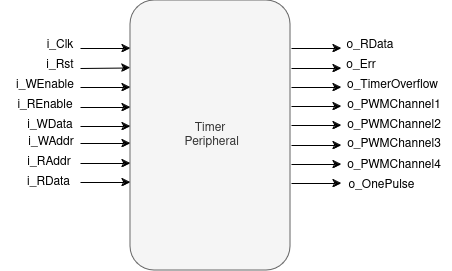 i_Clk
i_Rst
i_WEnable
i_REnable
i_WData
i_WAddr
i_RAddr
i_RData
Timer
Peripheral
o_RData
o_Err
o_TimerOverflow
o_PWMChannel1
o_PWMChannel2
o_PWMChannel3
o_PWMChannel4
o_OnePulse